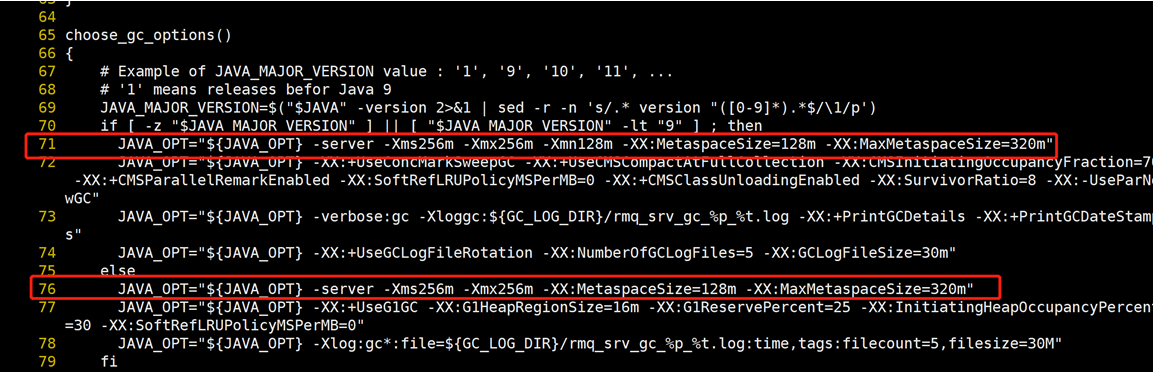 64
65 choose_gc_options()
66 {
67     # Example of JAVA_MAJOR_VERSION value : '1', '9', '10', '11', ...
68     # '1' means releases befor Java 9
69     JAVA_MAJOR_VERSION=$("$JAVA" -version 2>&1 | sed -r -n 's/.* version "([0-9]*).*$/\1/p')
70     if [ -z "$JAVA_MAJOR_VERSION" ] || [ "$JAVA_MAJOR_VERSION" -lt "9" ] ; then
71       JAVA_OPT="${JAVA_OPT} -server -Xms256m -Xmx256m -Xmn128m -XX:MetaspaceSize=128m -XX:MaxMetaspaceSize=320m"
72       JAVA_OPT="${JAVA_OPT} -XX:+UseConcMarkSweepGC -XX:+UseCMSCompactAtFullCollection -XX:CMSInitiatingOccupancyFraction=70
 -XX:+CMSParallelRemarkEnabled -XX:SoftRefLRUPolicyMSPerMB=0 -XX:+CMSClassUnloadingEnabled -XX:SurvivorRatio=8 -XX:-UseParNe
wGC"
73       JAVA_OPT="${JAVA_OPT} -verbose:gc -Xloggc:${GC_LOG_DIR}/rmq_srv_gc_%p_%t.log -XX:+PrintGCDetails -XX:+PrintGCDateStamp
s"
74       JAVA_OPT="${JAVA_OPT} -XX:+UseGCLogFileRotation -XX:NumberOfGCLogFiles=5 -XX:GCLogFileSize=30m"
75     else
76       JAVA_OPT="${JAVA_OPT} -server -Xms256m -Xmx256m -XX:MetaspaceSize=128m -XX:MaxMetaspaceSize=320m"
77       JAVA_OPT="${JAVA_OPT} -XX:+UseG1GC -XX:G1HeapRegionSize=16m -XX:G1ReservePercent=25 -XX:InitiatingHeapOccupancyPercent
=30 -XX:SoftRefLRUPolicyMSPerMB=0"
78       JAVA_OPT="${JAVA_OPT} -Xlog:gc*:file=${GC_LOG_DIR}/rmq_srv_gc_%p_%t.log:time,tags:filecount=5,filesize=30M"
79     fi